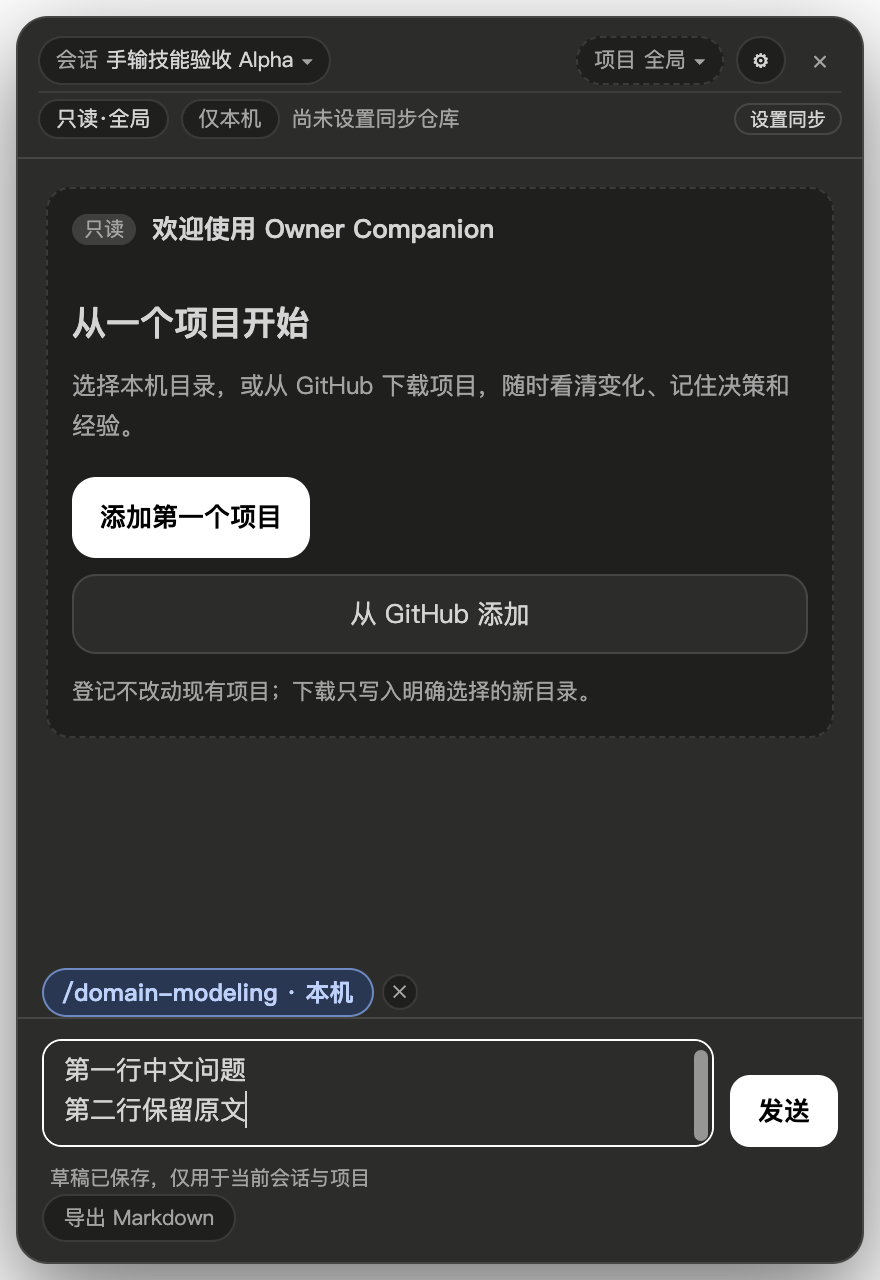 会话 手输技能验收 Alpha
项目 全局
只读·全局
仅本机
尚未设置同步仓库
设置同步
只读
欢迎使用 Owner Companion
从一个项目开始
选择本机目录，或从 GitHub 下载项目，随时看清变化、记住决策和
经验。
添加第一个项目
从 GitHub 添加
登记不改动现有项目；下载只写入明确选择的新目录。
/domain-modeling · 本机
第一行中文问题
第二行保留原文
发送
草稿已保存，仅用于当前会话与项目
导出 Markdown